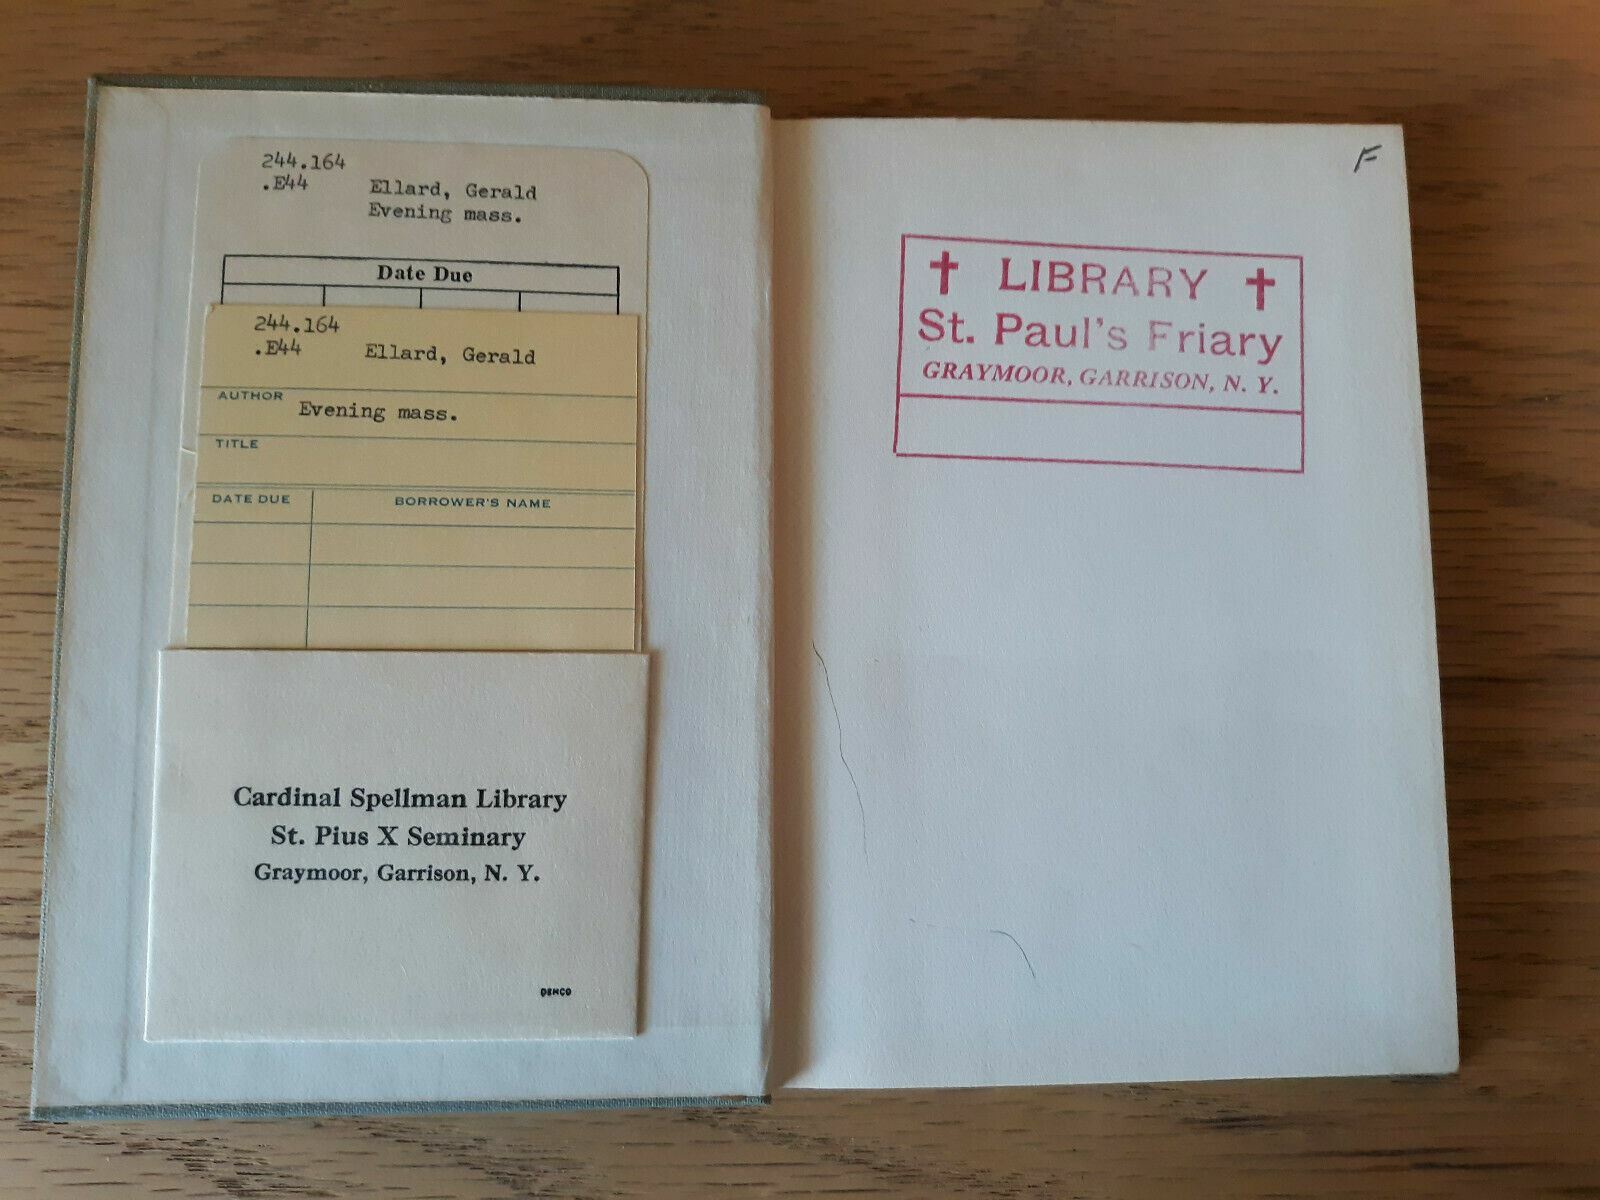 244.164
.E44 Ellard, Gerald
Evening mass.
Date Due
244.164
.E44 Ellard, Gerald
AUTHOR
Evening mass.
TITLE
DATE DUE BORROWER'S NAME
Cardinal Spellman Library
St. Pius X Seminary
Graymoor, Garrison, N. Y.
DEMCO
F
✝ LIBRARY ✝
St. Paul's Friary
GRAYMOOR, GARRISON, N. Y.